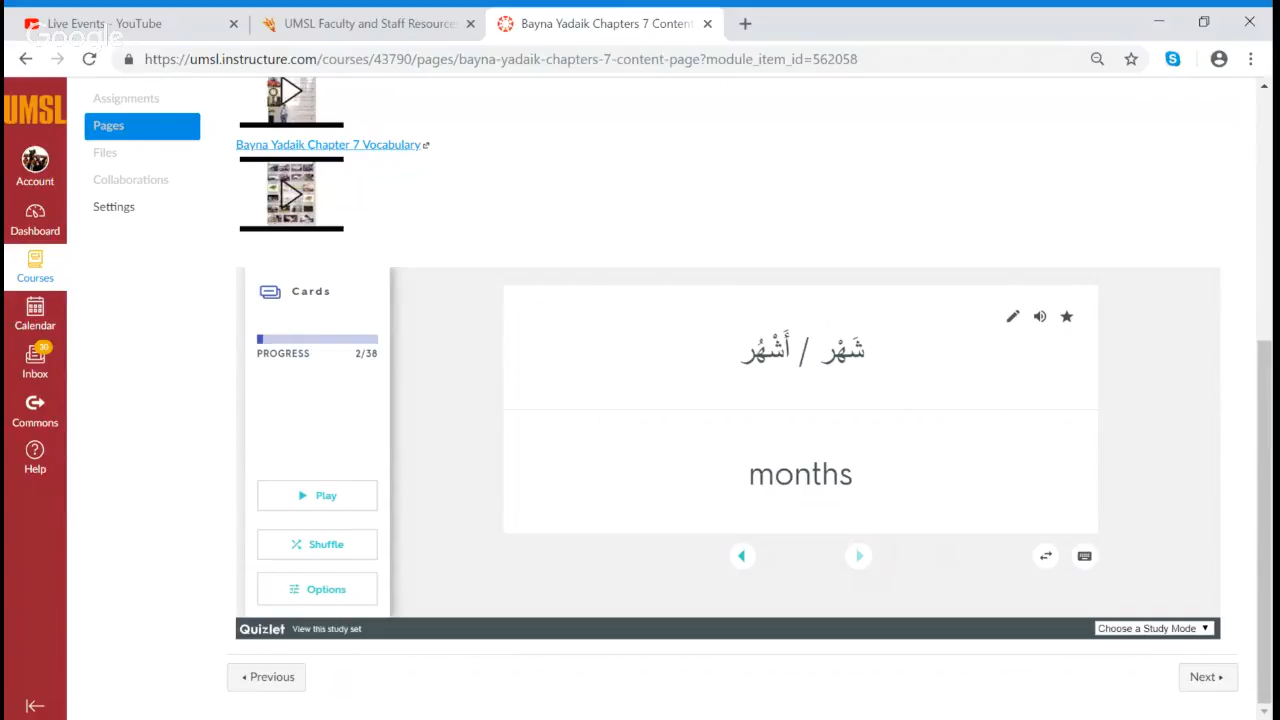 Live Events - YouTube
UMSL Faculty and Staff Resource
Bayna Yadaik Chapters 7 Content
Google
https://umsl.instructure.com/courses/43790/pages/bayna-yadaik-chapters-7-content-page?module_item_id=562058
UMSL
Account
Dashboard
Courses
Calendar
30
Inbox
Commons
Help
Assignments
Pages
Files
Collaborations
Settings
Bayna Yadaik Chapter 7 Vocabulary
Cards
PROGRESS 2/38
Play
Shuffle
Options
شَهْر / أَشْهُر
months
Quizlet View this study set
Choose a Study Mode
Previous
Next